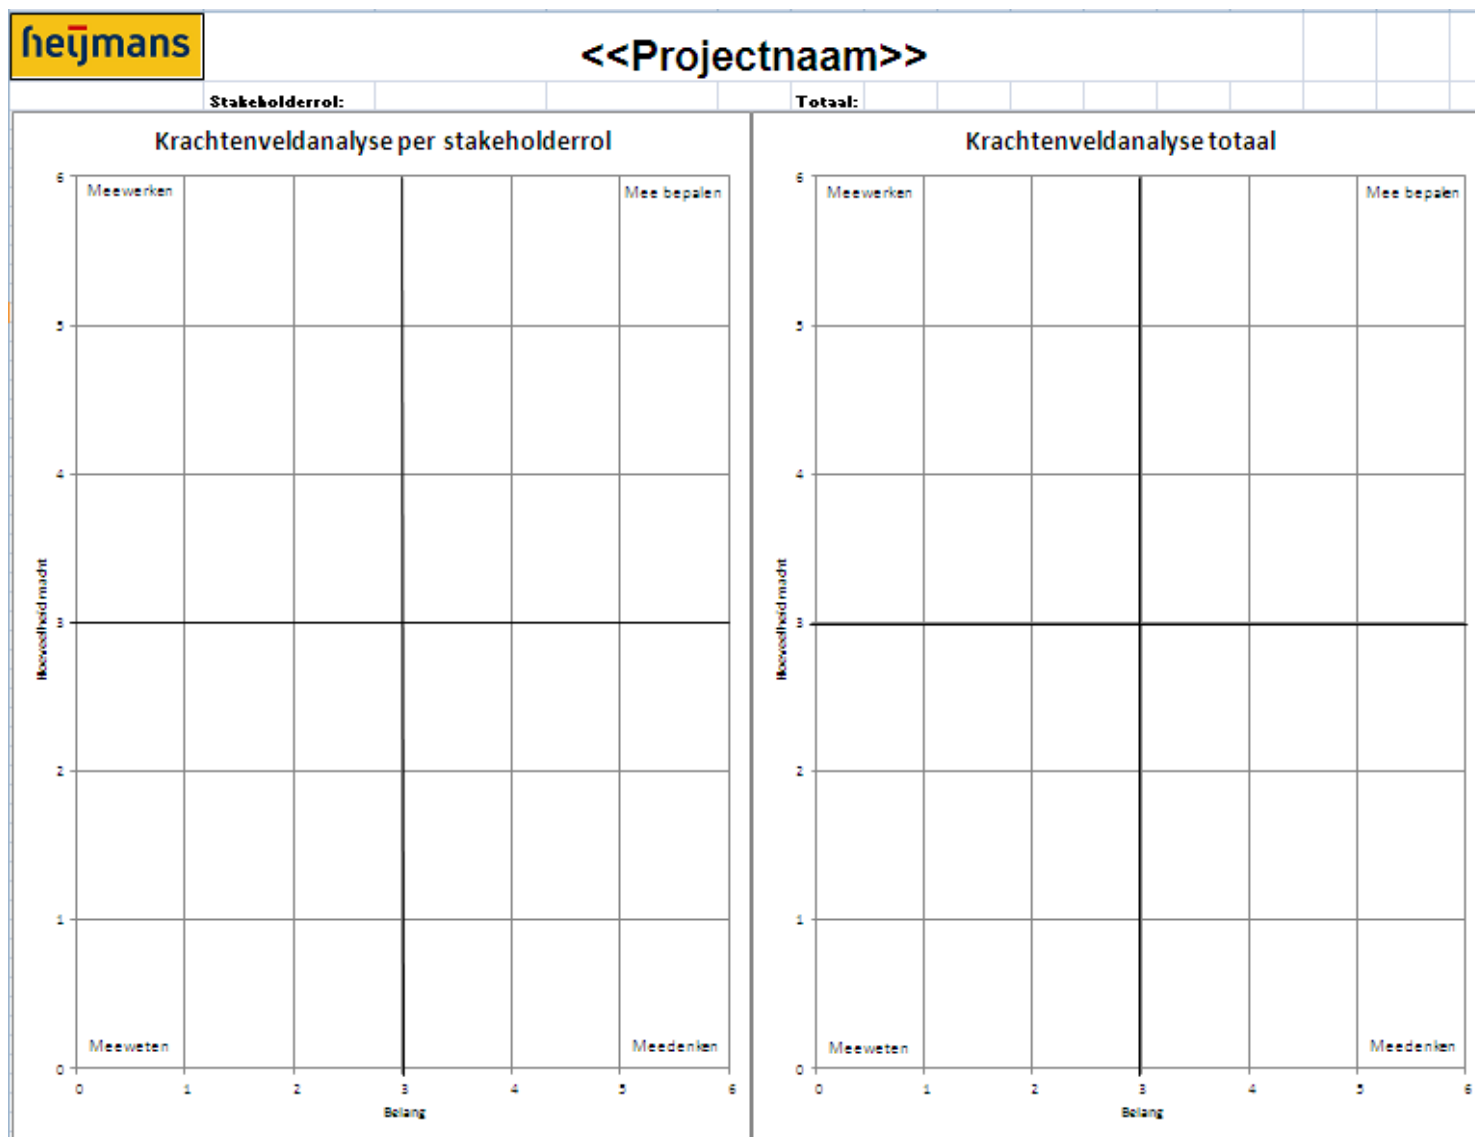 heijmans
<<Projectnaam>>
Stakeholderrol:
Totaal:
Krachtenveldanalyse per stakeholderrol
6
Meewerken
Mee bepalen
5
4
Hoeveelheid macht
3
2
1
Meeweten
Meedenken
0
0 1 2 3 4 5 6
Belang
Krachtenveldanalyse totaal
6
Meewerken
Mee bepalen
5
4
Hoeveelheid macht
3
2
1
Meeweten
Meedenken
0
0 1 2 3 4 5 6
Belang